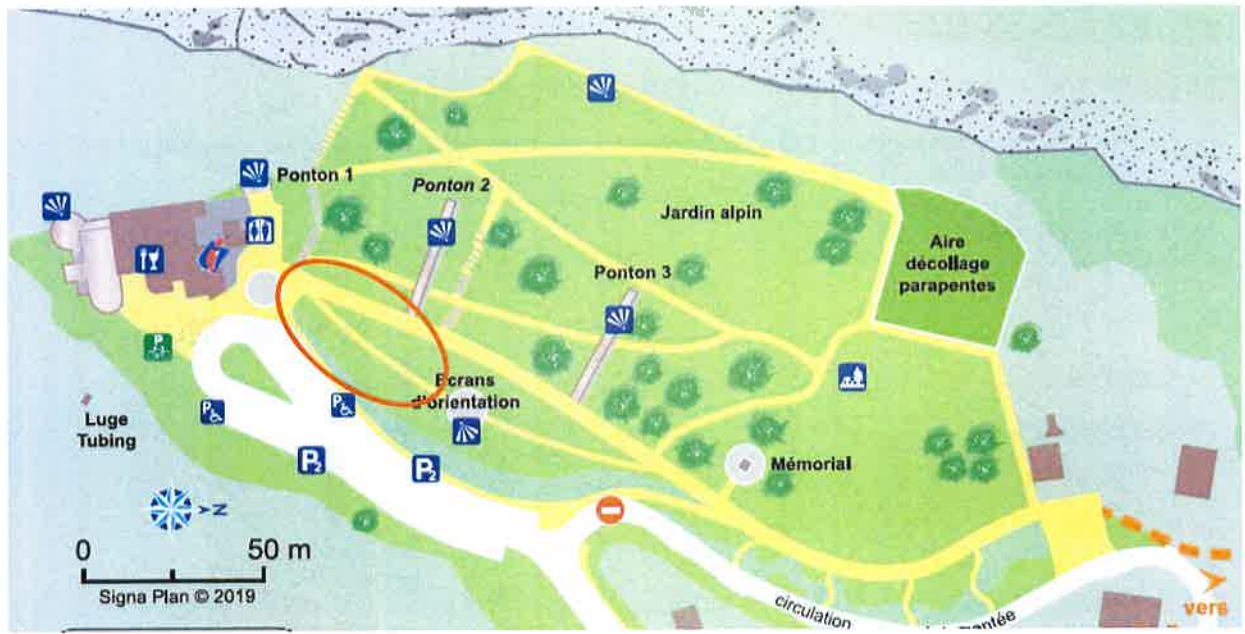 Ponton 1
Ponton 2
Jardin alpin
Aire
décollage
parapentes
Ponton 3
Ecrans
d'orientation
P
P
P
Luge
Tubing
P2
P2
Mémorial
N
0 50 m
Signa Plan © 2019
circulation
vers